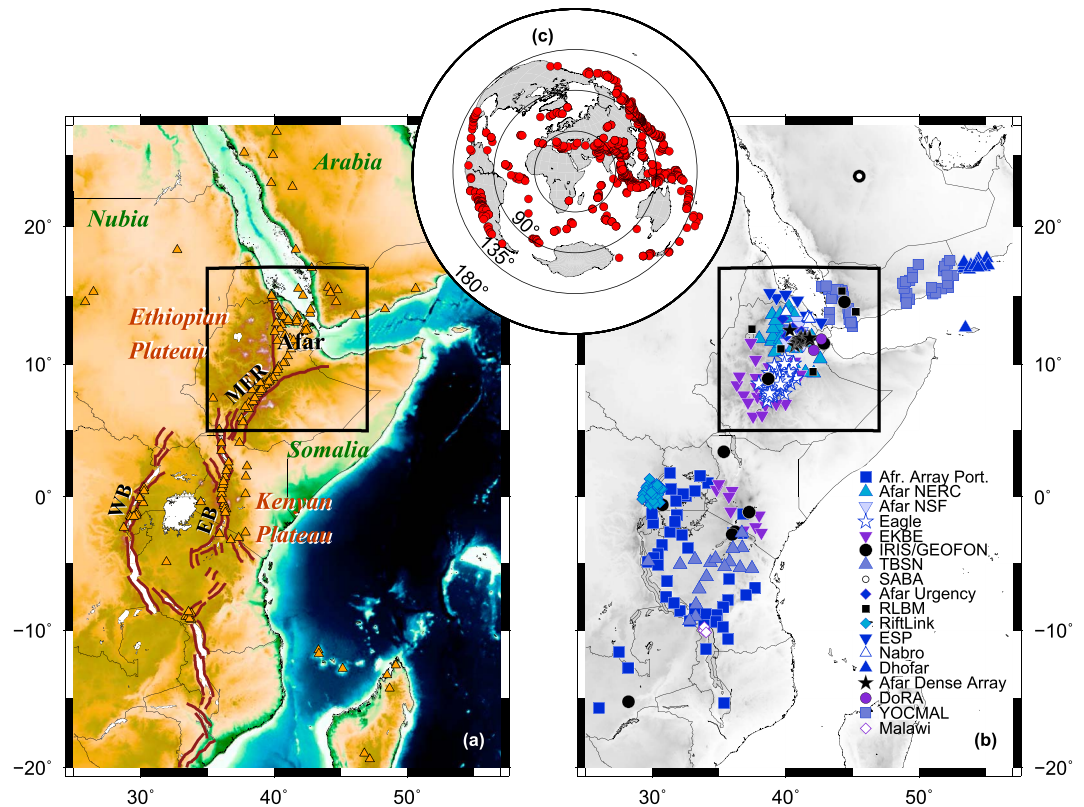 (c)
90°
135°
180°
Arabia
Nubia
Ethiopian
Plateau
Afar
MER
Somalia
WB
EB
Kenyan
Plateau
(a)
20˚
10˚
0˚
−10˚
−20˚
30˚
40˚
50˚
20˚
10˚
0˚
−10˚
−20˚
30˚
40˚
50˚
Afr. Array Port.
Afar NERC
Afar NSF
Eagle
EKBE
IRIS/GEOFON
TBSN
SABA
Afar Urgency
RLBM
RiftLink
ESP
Nabro
Dhofar
Afar Dense Array
DoRA
YOCMAL
Malawi
(b)